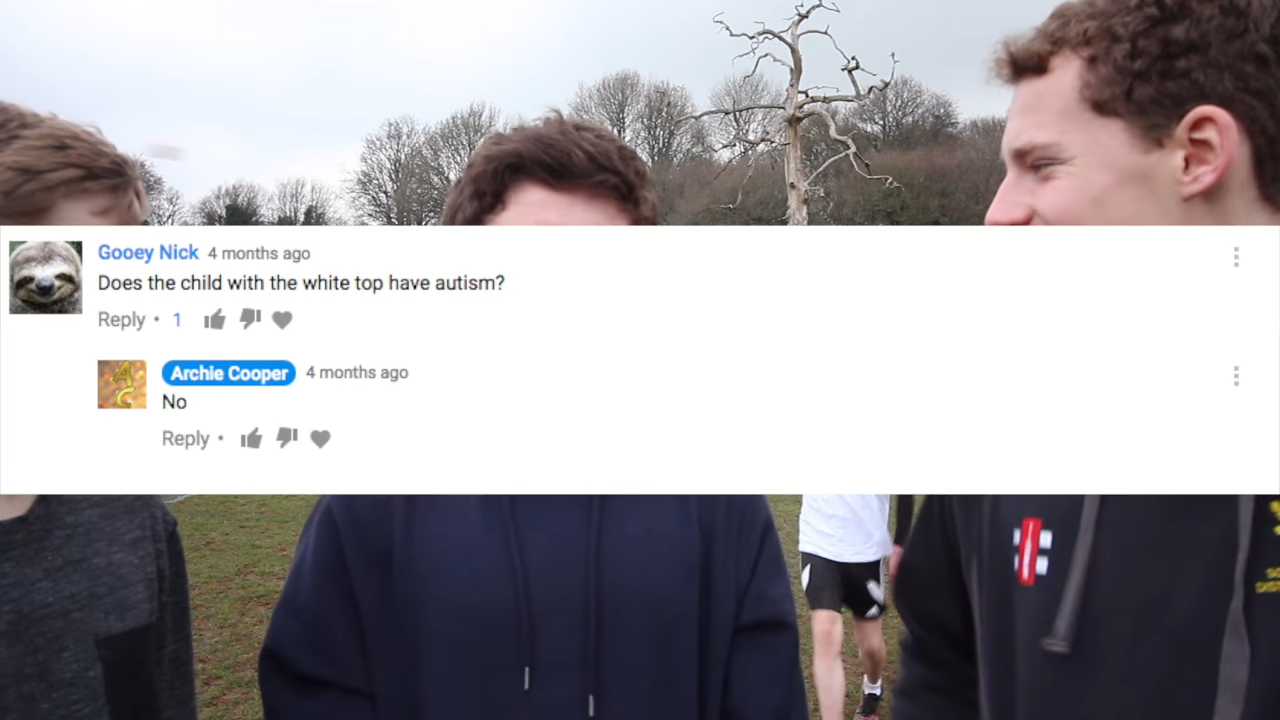 Gooey Nick 4 months ago
Does the child with the white top have autism?
Reply • 1
AC
Archie Cooper 4 months ago
No
Reply •